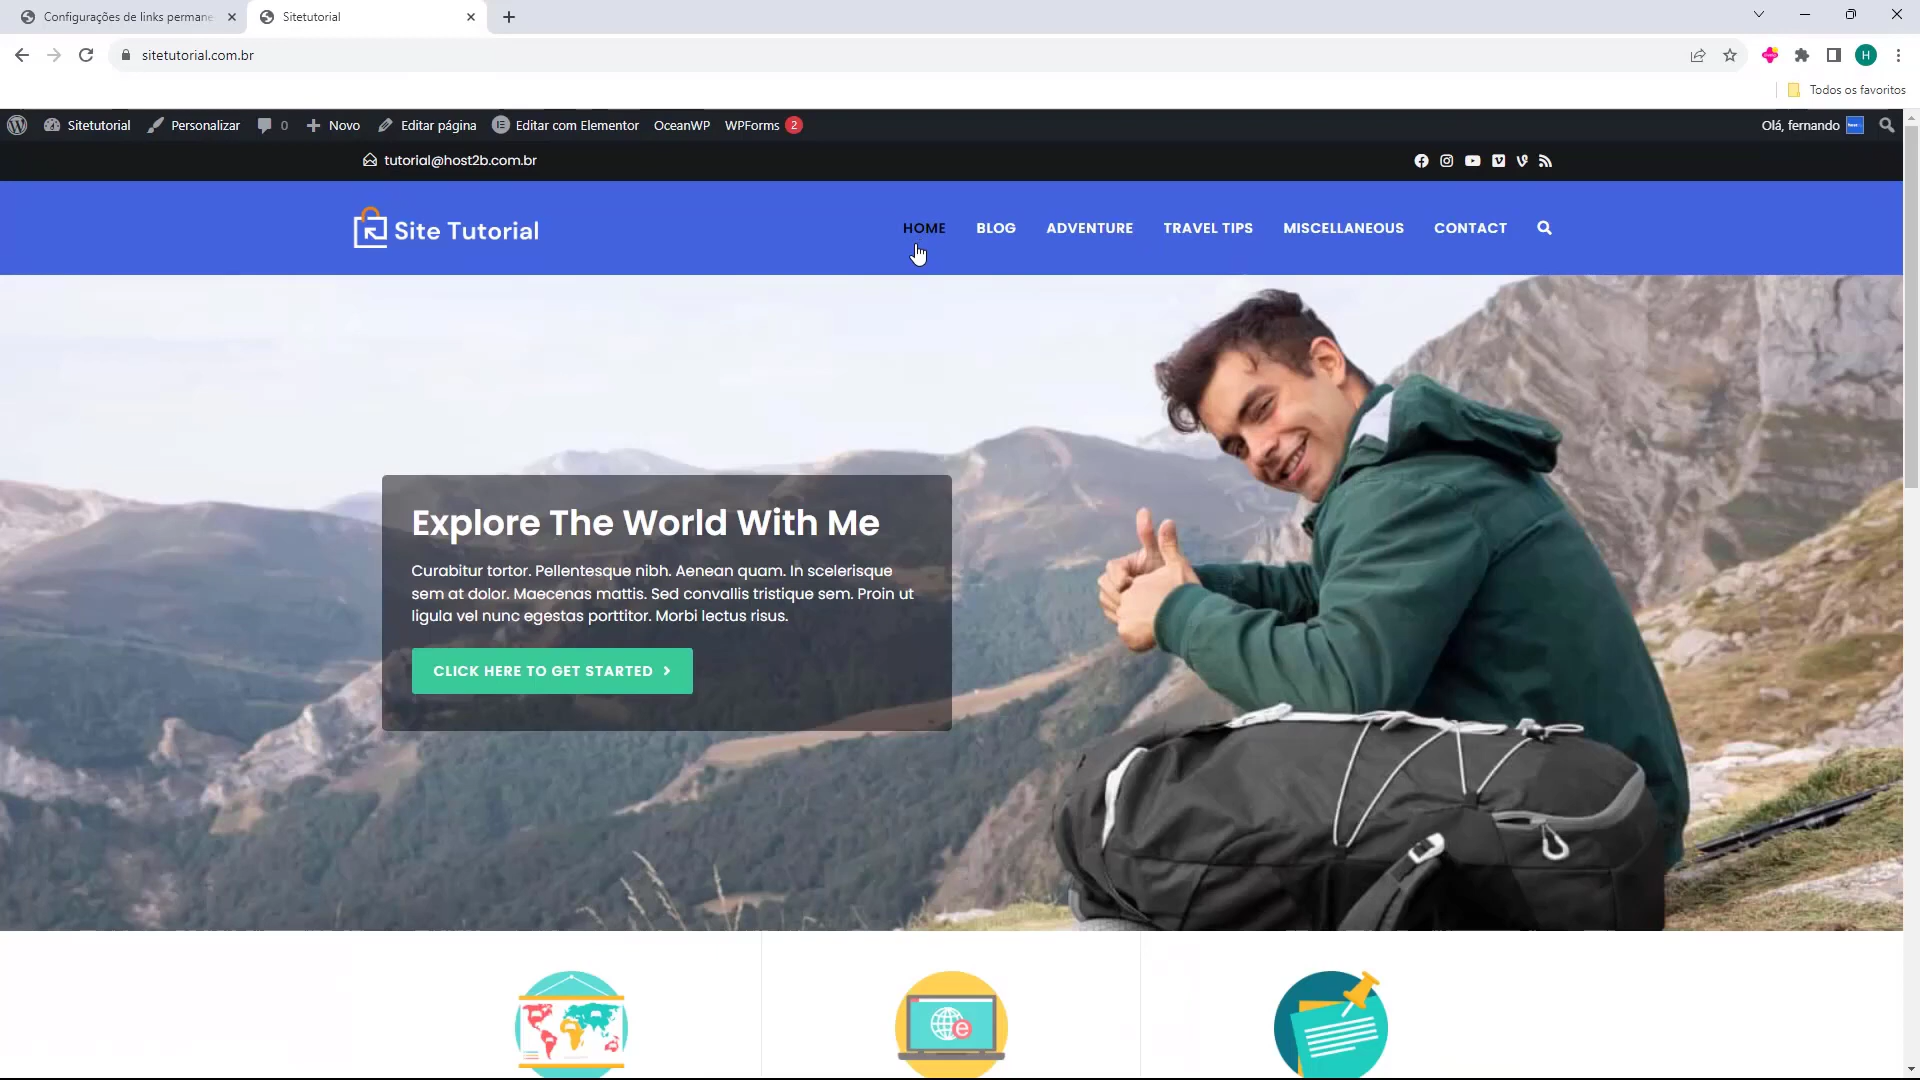 Configurações de links permane
Sitetutorial
sitetutorial.com.br
H
Todos os favoritos
Sitetutorial
Personalizar
0
Novo
Editar página
Editar com Elementor
OceanWP
WPForms 2
Olá, fernando
tutorial@host2b.com.br
Site Tutorial
HOME
BLOG
ADVENTURE
TRAVEL TIPS
MISCELLANEOUS
CONTACT
Explore The World With Me
Curabitur tortor. Pellentesque nibh. Aenean quam. In scelerisque
sem at dolor. Maecenas mattis. Sed convallis tristique sem. Proin ut
ligula vel nunc egestas porttitor. Morbi lectus risus.
CLICK HERE TO GET STARTED
e